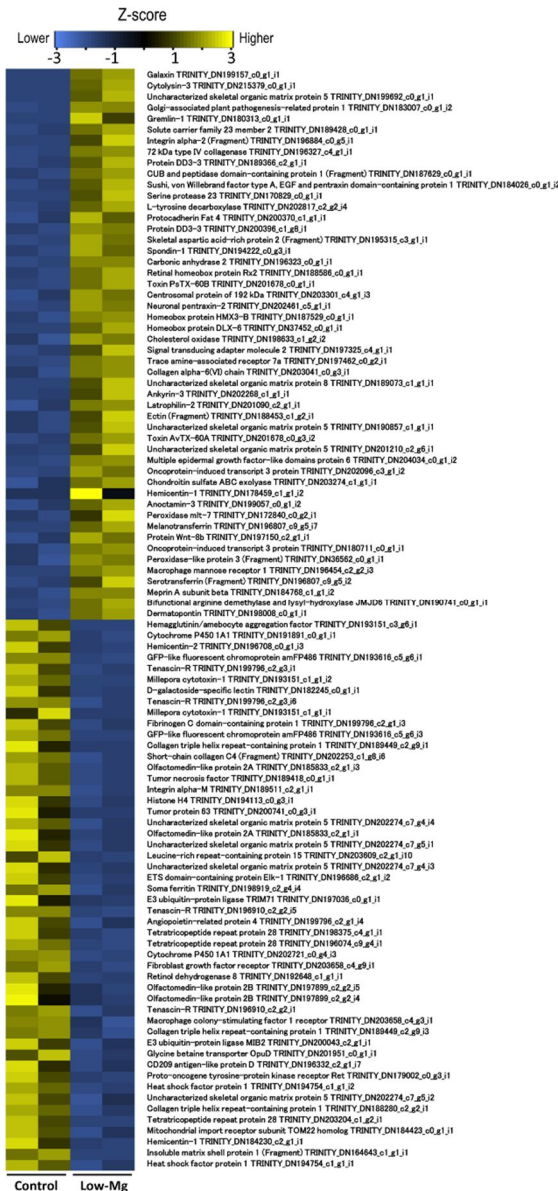 Z-score
Lower Higher
-3 -1 1 3
Galaxin TRINITY_DN199157_c0_g1_i1
Cytolysin-3 TRINITY_DN215379_c0_g1_i1
Uncharacterized skeletal organic matrix protein 5 TRINITY_DN199692_c0_g1_i1
Golgi-associated plant pathogenesis-related protein 1 TRINITY_DN183007_c0_g1_i2
Gremlin-1 TRINITY_DN180313_c0_g1_i1
Solute carrier family 23 member 2 TRINITY_DN189428_c0_g1_i1
Integrin alpha-2 (Fragment) TRINITY_DN196884_c0_g5_i1
72 kDa type IV collagenase TRINITY_DN196327_c4_g1_i1
Protein DD3-3 TRINITY_DN189366_c2_g1_i1
CUB and peptidase domain-containing protein 1 (Fragment) TRINITY_DN187629_c0_g1_i1
Sushi, von Willebrand factor type A, EGF and pentraxin domain-containing protein 1 TRINITY_DN184026_c0_g1_i2
Serine protease 23 TRINITY_DN170829_c0_g1_i1
L-tyrosine decarboxylase TRINITY_DN202817_c2_g2_i4
Protocadherin Fat 4 TRINITY_DN200370_c1_g1_i1
Protein DD3-3 TRINITY_DN200396_c1_g8_i1
Skeletal aspartic acid-rich protein 2 (Fragment) TRINITY_DN195315_c3_g1_i1
Spondin-1 TRINITY_DN194222_c0_g3_i1
Carbonic anhydrase 2 TRINITY_DN196323_c0_g1_i1
Retinal homeobox protein Rx2 TRINITY_DN188586_c0_g1_i1
Toxin PsTX-60B TRINITY_DN201678_c0_g1_i1
Centrosomal protein of 192 kDa TRINITY_DN203301_c4_g1_i3
Neuronal pentraxin-2 TRINITY_DN202461_c5_g1_i1
Homeobox protein HMX3-B TRINITY_DN187529_c0_g1_i1
Homeobox protein DLX-6 TRINITY_DN37452_c0_g1_i1
Cholesterol oxidase TRINITY_DN198633_c1_g2_i2
Signal transducing adapter molecule 2 TRINITY_DN197325_c4_g1_i1
Trace amine-associated receptor 7a TRINITY_DN197462_c0_g2_i1
Collagen alpha-6(VI) chain TRINITY_DN203041_c0_g3_i1
Uncharacterized skeletal organic matrix protein 8 TRINITY_DN189073_c1_g1_i1
Ankyrin-3 TRINITY_DN202268_c1_g1_i1
Latrophilin-2 TRINITY_DN201090_c2_g1_i1
Ectin (Fragment) TRINITY_DN188453_c1_g2_i1
Uncharacterized skeletal organic matrix protein 5 TRINITY_DN190857_c1_g1_i1
Toxin AvTX-60A TRINITY_DN201678_c0_g3_i2
Uncharacterized skeletal organic matrix protein 5 TRINITY_DN201210_c2_g6_i1
Multiple epidermal growth factor-like domains protein 6 TRINITY_DN204034_c0_g1_i2
Oncoprotein-induced transcript 3 protein TRINITY_DN202096_c3_g1_i2
Chondroitin sulfate ABC exolyase TRINITY_DN203274_c1_g1_i1
Hemicentin-1 TRINITY_DN178459_c1_g1_i2
Anoctamin-3 TRINITY_DN199057_c0_g1_i2
Peroxidase mlt-7 TRINITY_DN172840_c0_g2_i1
Melanotransferrin TRINITY_DN196807_c9_g5_i7
Protein Wnt-8b TRINITY_DN197150_c2_g1_i1
Oncoprotein-induced transcript 3 protein TRINITY_DN180711_c0_g1_i1
Peroxidase-like protein 3 (Fragment) TRINITY_DN36562_c0_g1_i1
Macrophage mannose receptor 1 TRINITY_DN196454_c2_g2_i3
Serotransferrin (Fragment) TRINITY_DN196807_c9_g5_i2
Meprin A subunit beta TRINITY_DN184768_c1_g1_i2
Bifunctional arginine demethylase and lysyl-hydroxylase JMJD6 TRINITY_DN190741_c0_g1_i1
Dermatopontin TRINITY_DN198008_c0_g1_i1
Hemagglutinin/amebocyte aggregation factor TRINITY_DN193151_c3_g6_i1
Cytochrome P450 1A1 TRINITY_DN191891_c0_g1_i1
Hemicentin-2 TRINITY_DN196708_c0_g1_i3
GFP-like fluorescent chromoprotein amFP486 TRINITY_DN193616_c5_g6_i1
Tenascin-R TRINITY_DN199796_c2_g3_i1
Millepora cytotoxin-1 TRINITY_DN193151_c1_g1_i2
D-galactoside-specific lectin TRINITY_DN182245_c0_g1_i1
Tenascin-R TRINITY_DN199796_c2_g3_i6
Millepora cytotoxin-1 TRINITY_DN193151_c1_g1_i1
Fibrinogen C domain-containing protein 1 TRINITY_DN199796_c2_g1_i3
GFP-like fluorescent chromoprotein amFP486 TRINITY_DN193616_c5_g6_i3
Collagen triple helix repeat-containing protein 1 TRINITY_DN189449_c2_g9_i1
Short-chain collagen C4 (Fragment) TRINITY_DN202253_c1_g8_i6
Olfactomedin-like protein 2A TRINITY_DN185833_c2_g1_i3
Tumor necrosis factor TRINITY_DN189418_c0_g1_i1
Integrin alpha-M TRINITY_DN189511_c2_g1_i1
Histone H4 TRINITY_DN194113_c0_g3_i1
Tumor protein 63 TRINITY_DN200741_c0_g3_i1
Uncharacterized skeletal organic matrix protein 5 TRINITY_DN202274_c7_g4_i4
Olfactomedin-like protein 2A TRINITY_DN185833_c2_g1_i1
Uncharacterized skeletal organic matrix protein 5 TRINITY_DN202274_c7_g5_i1
Leucine-rich repeat-containing protein 15 TRINITY_DN203609_c2_g1_i10
Uncharacterized skeletal organic matrix protein 5 TRINITY_DN202274_c7_g4_i3
ETS domain-containing protein Elk-1 TRINITY_DN196686_c2_g1_i2
Soma ferritin TRINITY_DN198919_c2_g4_i4
E3 ubiquitin-protein ligase TRIM71 TRINITY_DN197036_c0_g1_i1
Tenascin-R TRINITY_DN196910_c2_g2_i5
Angiopoietin-related protein 4 TRINITY_DN199796_c2_g1_i4
Tetratricopeptide repeat protein 28 TRINITY_DN198375_c4_g1_i1
Tetratricopeptide repeat protein 28 TRINITY_DN196074_c9_g4_i1
Cytochrome P450 1A1 TRINITY_DN202721_c0_g4_i3
Fibroblast growth factor receptor TRINITY_DN203658_c4_g9_i1
Retinol dehydrogenase 8 TRINITY_DN192648_c1_g1_i1
Olfactomedin-like protein 2B TRINITY_DN197899_c2_g2_i5
Olfactomedin-like protein 2B TRINITY_DN197899_c2_g2_i4
Tenascin-R TRINITY_DN196910_c2_g2_i1
Macrophage colony-stimulating factor 1 receptor TRINITY_DN203658_c4_g3_i1
Collagen triple helix repeat-containing protein 1 TRINITY_DN189449_c2_g9_i3
E3 ubiquitin-protein ligase MIB2 TRINITY_DN200043_c2_g1_i1
Glycine betaine transporter OpuD TRINITY_DN201951_c0_g1_i1
CD209 antigen-like protein D TRINITY_DN196332_c2_g1_i7
Proto-oncogene tyrosine-protein kinase receptor Ret TRINITY_DN179002_c0_g3_i1
Heat shock factor protein 1 TRINITY_DN194754_c1_g1_i2
Uncharacterized skeletal organic matrix protein 5 TRINITY_DN202274_c7_g5_i2
Collagen triple helix repeat-containing protein 1 TRINITY_DN188280_c2_g2_i1
Tetratricopeptide repeat protein 28 TRINITY_DN203204_c1_g2_i1
Mitochondrial import receptor subunit TOM22 homolog TRINITY_DN184423_c0_g1_i1
Hemicentin-1 TRINITY_DN184230_c2_g1_i1
Insoluble matrix shell protein 1 (Fragment) TRINITY_DN164643_c1_g1_i1
Heat shock factor protein 1 TRINITY_DN194754_c1_g1_i1
Control Low-Mg